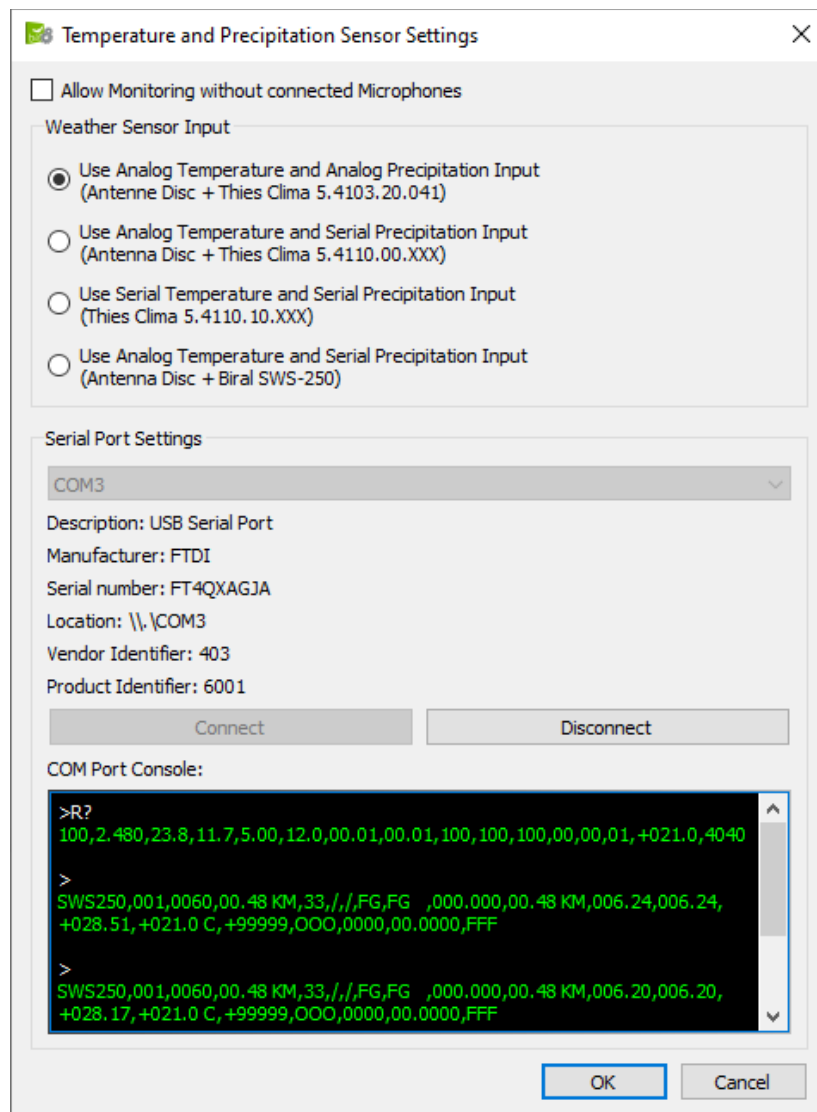 Temperature and Precipitation Sensor Settings
Allow Monitoring without connected Microphones
Weather Sensor Input
Use Analog Temperature and Analog Precipitation Input
(Antenne Disc + Thies Clima 5.4103.20.041)
Use Analog Temperature and Serial Precipitation Input
(Antenna Disc + Thies Clima 5.4110.00.XXX)
Use Serial Temperature and Serial Precipitation Input
(Thies Clima 5.4110.10.XXX)
Use Analog Temperature and Serial Precipitation Input
(Antenna Disc + Biral SWS-250)
Serial Port Settings
COM3
Description: USB Serial Port
Manufacturer: FTDI
Serial number: FT4QXAGJA
Location: \\.\COM3
Vendor Identifier: 403
Product Identifier: 6001
Connect Disconnect
COM Port Console:
>R?
100,2.480,23.8,11.7,5.00,12.0,00.01,00.01,100,100,100,00,00,01,+021.0,4040
>
SWS250,001,0060,00.48 KM,33,/,/,FG,FG ,000.000,00.48 KM,006.24,006.24,
+028.51,+021.0 C,+99999,OOO,0000,00.0000,FFF
>
SWS250,001,0060,00.48 KM,33,/,/,FG,FG ,000.000,00.48 KM,006.20,006.20,
+028.17,+021.0 C,+99999,OOO,0000,00.0000,FFF
OK Cancel